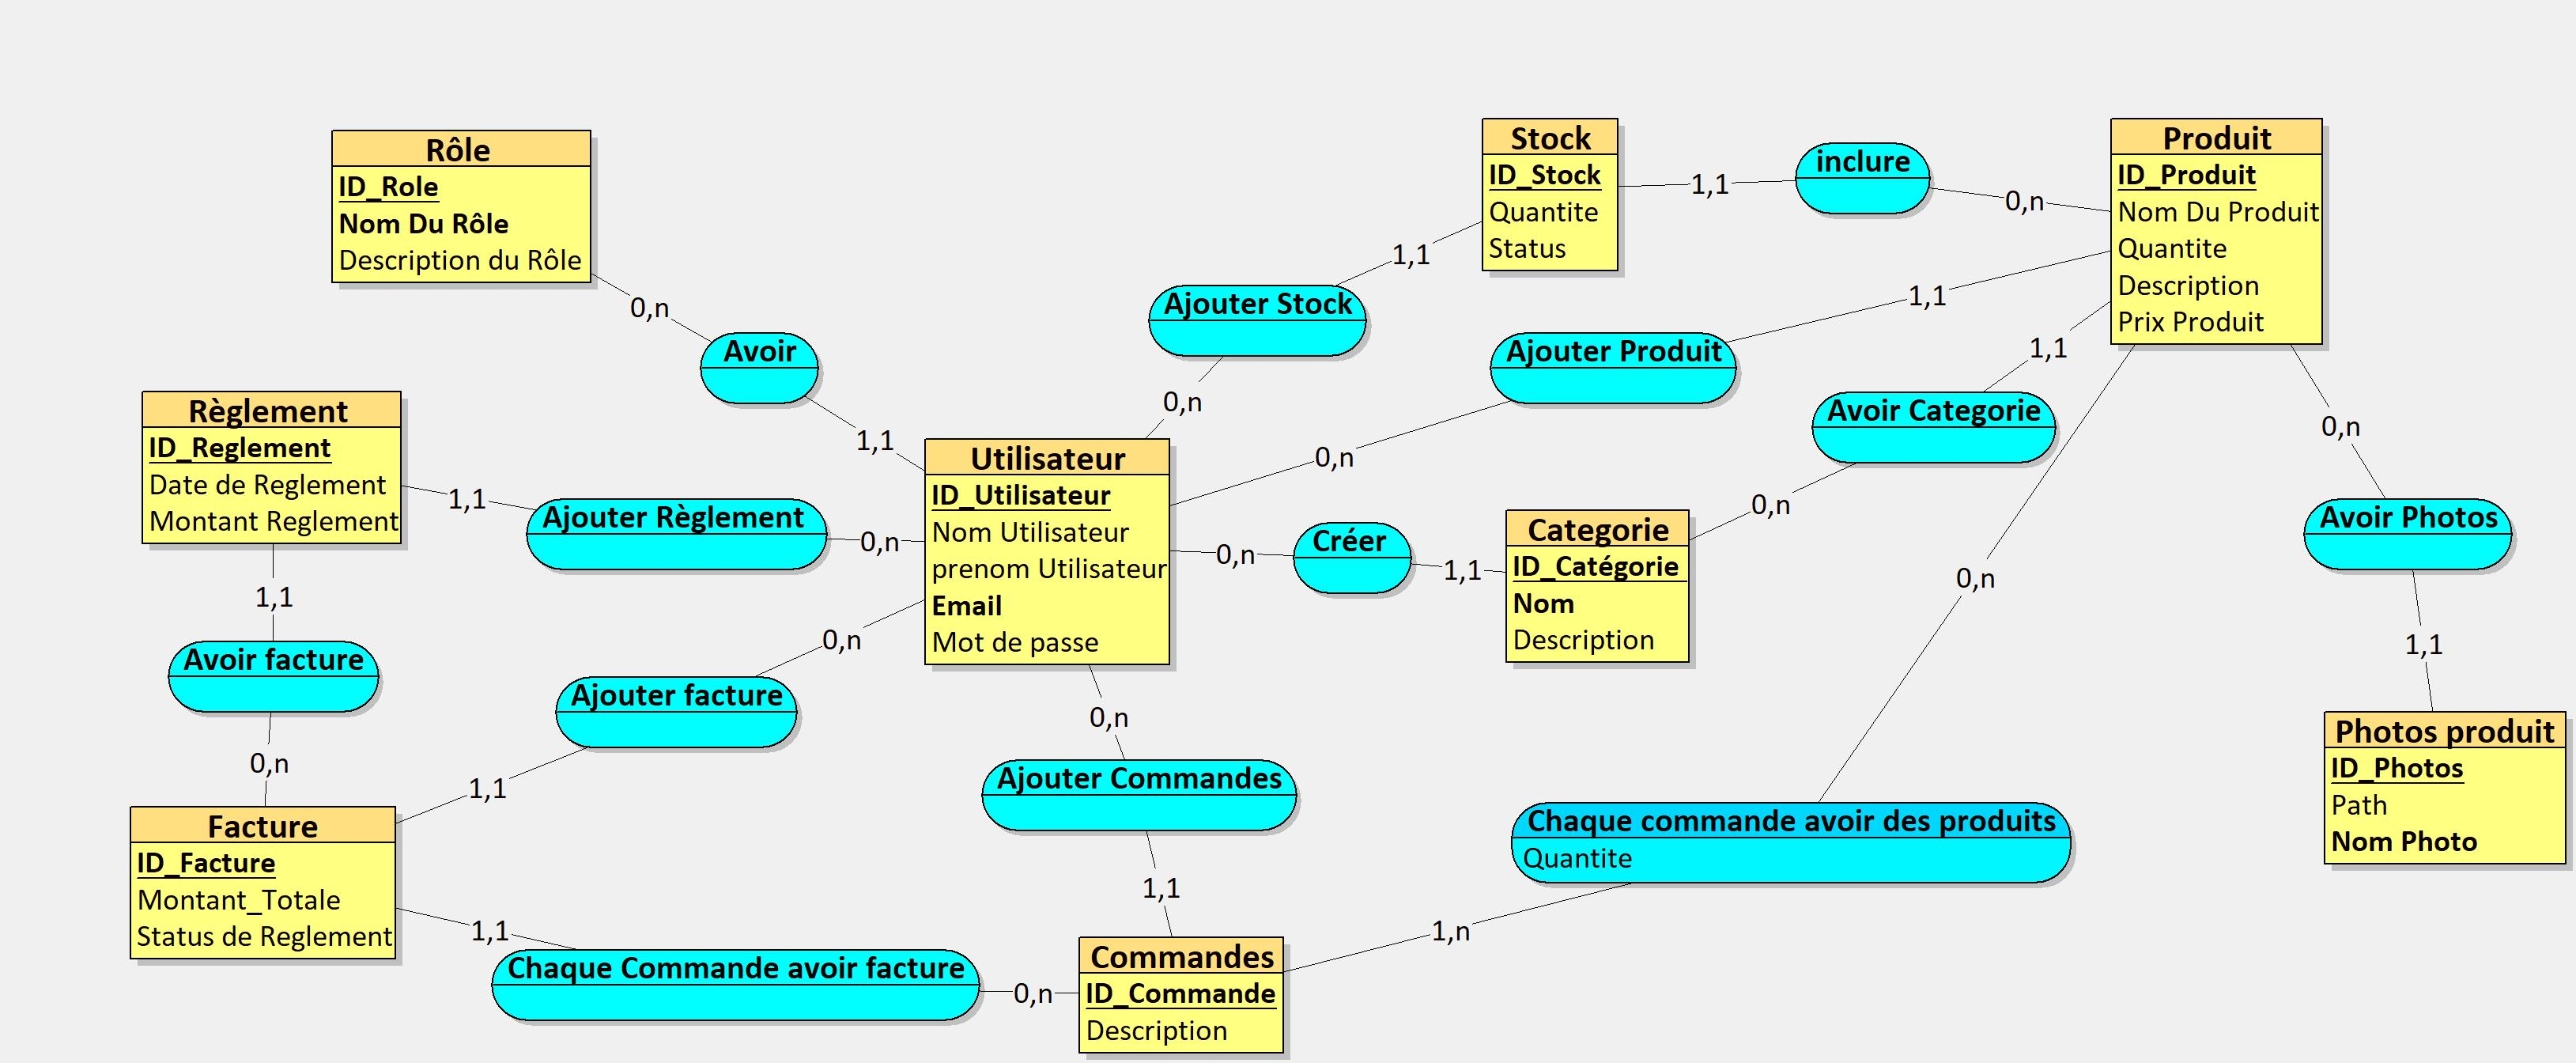 Rôle
ID_Role
Nom Du Rôle
Description du Rôle
0,n
Avoir
1,1
Stock
ID_Stock
Quantite
Status
1,1
inclure
0,n
Produit
ID_Produit
Nom Du Produit
Quantite
Description
Prix Produit
1,1
Ajouter Stock
0,n
1,1
Ajouter Produit
0,n
1,1
Avoir Categorie
0,n
0,n
Avoir Photos
1,1
Règlement
ID_Reglement
Date de Reglement
Montant Reglement
1,1
Ajouter Règlement
0,n
Utilisateur
ID_Utilisateur
Nom Utilisateur
prenom Utilisateur
Email
Mot de passe
0,n
Créer
1,1
Categorie
ID_Catégorie
Nom
Description
0,n
1,1
Avoir facture
0,n
0,n
Ajouter facture
1,1
0,n
Ajouter Commandes
1,1
Photos produit
ID_Photos
Path
Nom Photo
Chaque commande avoir des produits
Quantite
1,n
Facture
ID_Facture
Montant_Totale
Status de Reglement
1,1
Chaque Commande avoir facture
0,n
Commandes
ID_Commande
Description